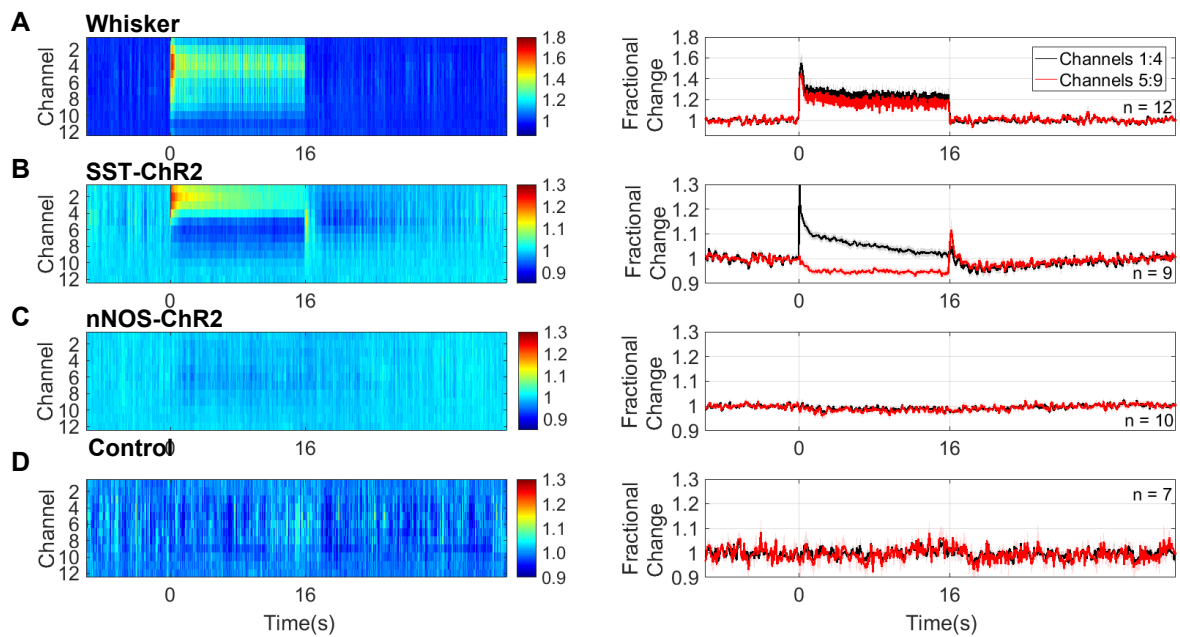 A
Whisker
Channel
2
4
6
8
10
12
0
16
1.8
1.6
1.4
1.2
1
Fractional
Change
1.8
1.6
1.4
1.2
1
0
16
Channels 1:4
Channels 5:9
n = 12
B
SST-ChR2
Channel
2
4
6
8
10
12
0
16
1.3
1.2
1.1
1
0.9
Fractional
Change
1.3
1.2
1.1
1
0.9
0
16
n = 9
C
nNOS-ChR2
Channel
2
4
6
8
10
12
0
16
1.3
1.2
1.1
1
0.9
Fractional
Change
1.3
1.2
1.1
1
0.9
0
16
n = 10
D
Control
Channel
2
4
6
8
10
12
0
16
Time(s)
1.3
1.2
1.1
1.0
0.9
Fractional
Change
1.3
1.2
1.1
1
0.9
0
16
Time(s)
n = 7